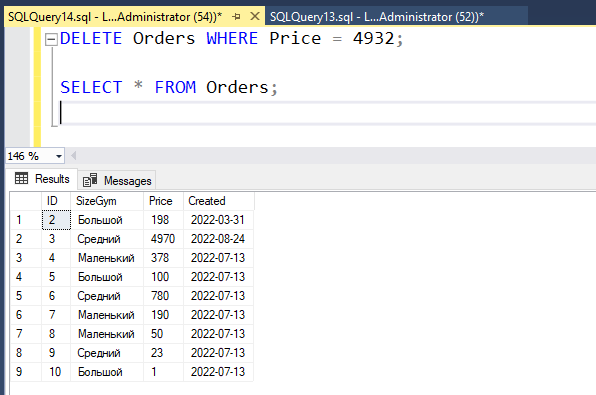 SQLQuery14.sql - L...Administrator (54))* SQLQuery13.sql - L...Administrator (52))*
DELETE Orders WHERE Price = 4932;
SELECT * FROM Orders;
146 %
Results Messages
ID SizeGym Price Created
1 2 Большой 198 2022-03-31
2 3 Средний 4970 2022-08-24
3 4 Маленький 378 2022-07-13
4 5 Большой 100 2022-07-13
5 6 Средний 780 2022-07-13
6 7 Маленький 190 2022-07-13
7 8 Маленький 50 2022-07-13
8 9 Средний 23 2022-07-13
9 10 Большой 1 2022-07-13